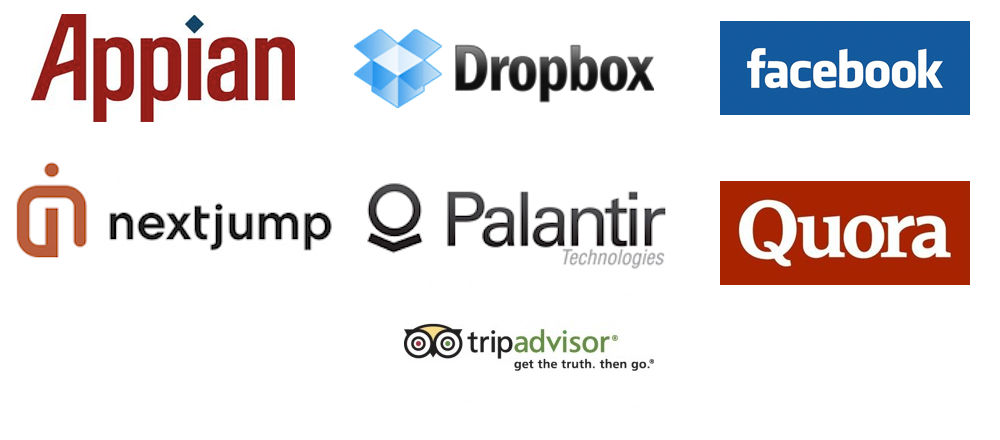 Appian
Dropbox
facebook
nextjump
Palantir
Technologies
Quora
tripadvisor®
get the truth. then go.®